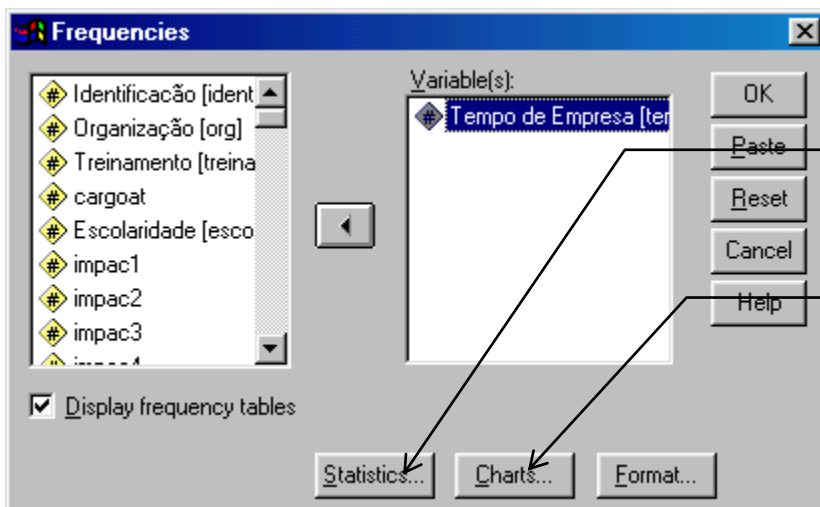 Frequencies
Identificacão [ident
Organização [org]
Treinamento [treina
cargoat
Escolaridade [esco
impac1
impac2
impac3
Variable(s):
Tempo de Empresa [ter
OK
Paste
Reset
Cancel
Help
Display frequency tables
Statistics...
Charts...
Format...